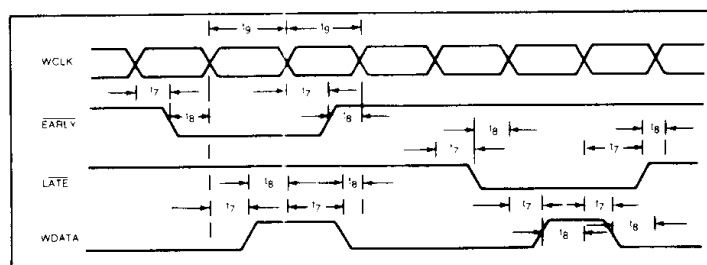 t9 t9
WCLK
t7 t7
EARLY t8 t8 t8 t8
t7 t7
LATE t8 t8 t7 t7
t7 t7
WDATA t8 t8